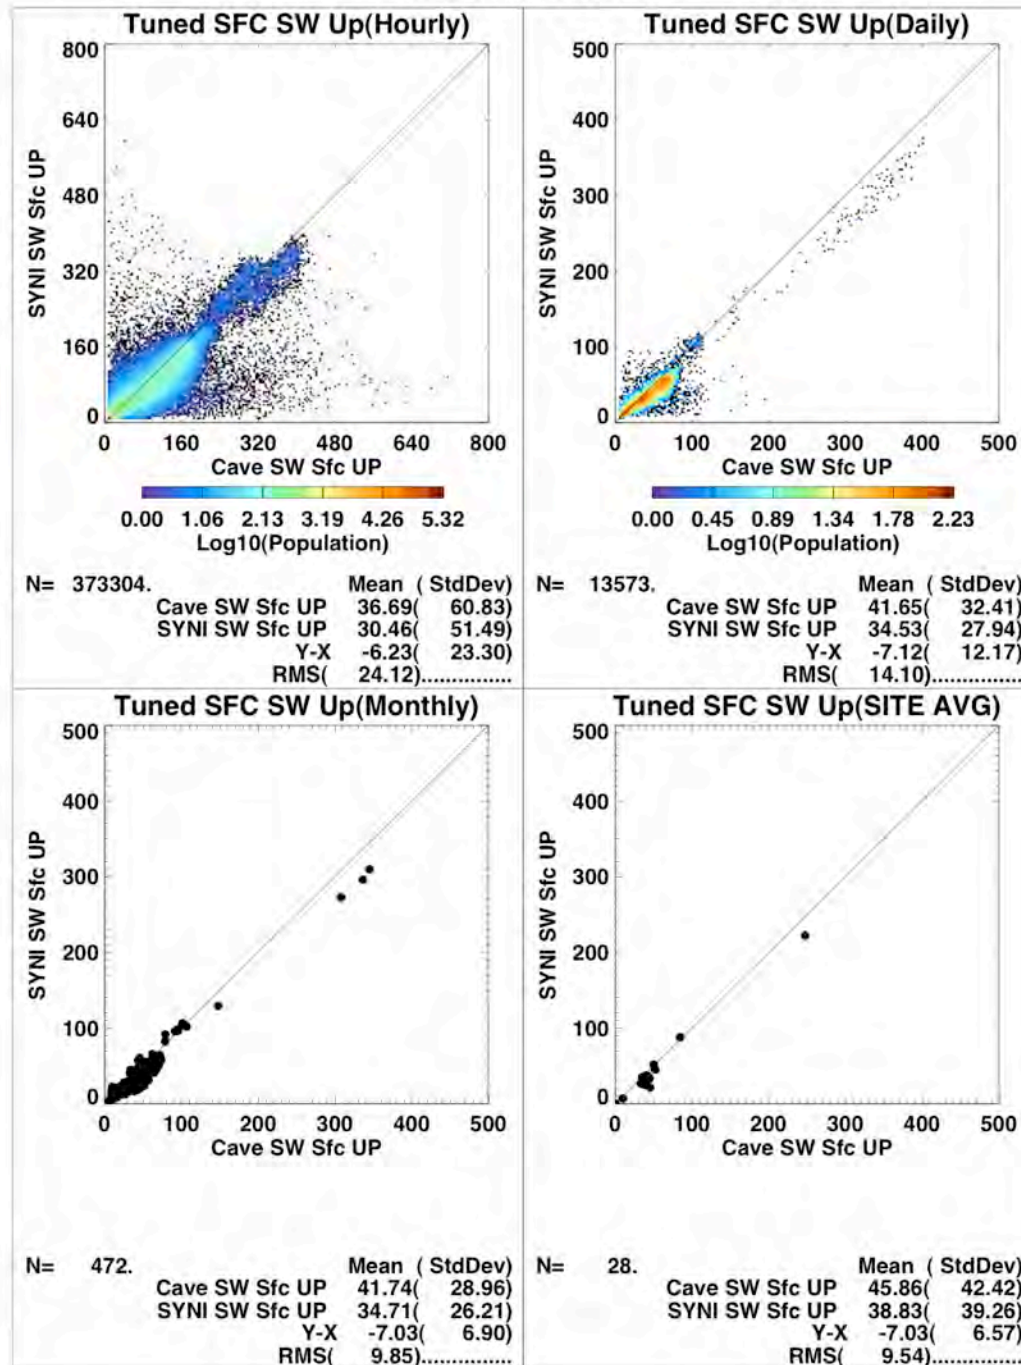 Tuned SFC SW Up(Hourly)
800
640
480
320
160
0
SYNI SW Sfc UP
0 160 320 480 640 800
Cave SW Sfc UP
0.00 1.06 2.13 3.19 4.26 5.32
Log10(Population)
N= 373304. Mean ( StdDev)
Cave SW Sfc UP 36.69( 60.83)
SYNI SW Sfc UP 30.46( 51.49)
Y-X -6.23( 23.30)
RMS( 24.12)...............
Tuned SFC SW Up(Daily)
500
400
300
200
100
0
SYNI SW Sfc UP
0 100 200 300 400 500
Cave SW Sfc UP
0.00 0.45 0.89 1.34 1.78 2.23
Log10(Population)
N= 13573. Mean ( StdDev)
Cave SW Sfc UP 41.65( 32.41)
SYNI SW Sfc UP 34.53( 27.94)
Y-X -7.12( 12.17)
RMS( 14.10)...............
Tuned SFC SW Up(Monthly)
500
400
300
200
100
0
SYNI SW Sfc UP
0 100 200 300 400 500
Cave SW Sfc UP
N= 472. Mean ( StdDev)
Cave SW Sfc UP 41.74( 28.96)
SYNI SW Sfc UP 34.71( 26.21)
Y-X -7.03( 6.90)
RMS( 9.85)...............
Tuned SFC SW Up(SITE AVG)
500
400
300
200
100
0
SYNI SW Sfc UP
0 100 200 300 400 500
Cave SW Sfc UP
N= 28. Mean ( StdDev)
Cave SW Sfc UP 45.86( 42.42)
SYNI SW Sfc UP 38.83( 39.26)
Y-X -7.03( 6.57)
RMS( 9.54)...............